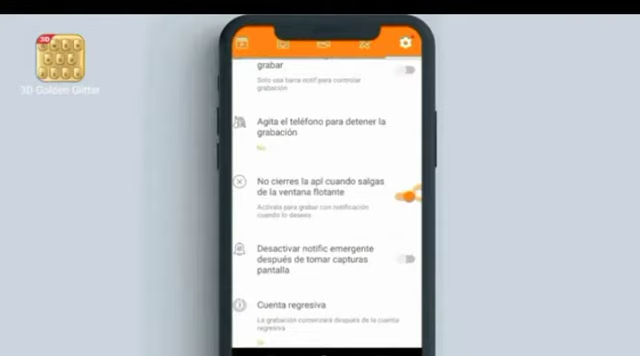 3D
3D Golden Glitter
grabar
Solo usa barra notif para controlar
grabación
Agita el teléfono para detener la
grabación
No
No cierres la apl cuando salgas
de la ventana flotante
Actívala para grabar con notificación
cuando lo desees
Desactivar notific emergente
después de tomar capturas
pantalla
Cuenta regresiva
La grabación comenzará después de la cuenta
regresiva